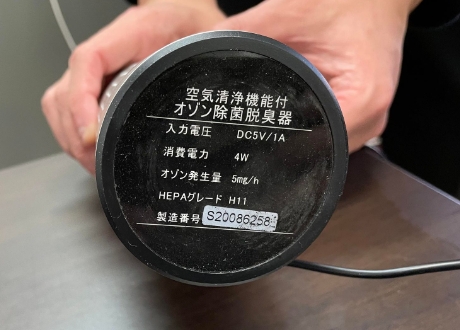 空気清浄機能付
オゾン除菌脱臭器
入力電圧 DC5V/1A
消費電力 4W
オゾン発生量 5mg/h
HEPAグレード H11
製造番号